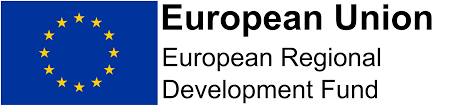 European Union
European Regional
Development Fund